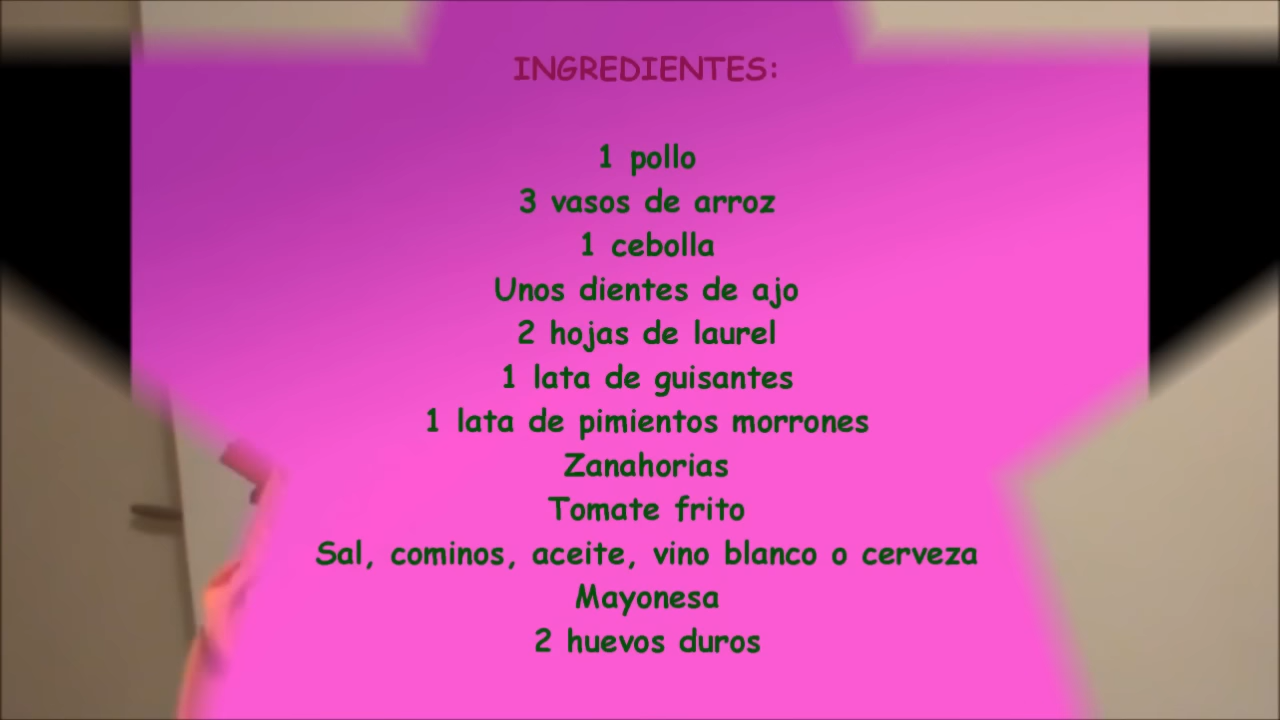 INGREDIENTES:
1 pollo
3 vasos de arroz
1 cebolla
Unos dientes de ajo
2 hojas de laurel
1 lata de guisantes
1 lata de pimientos morrones
Zanahorias
Tomate frito
Sal, cominos, aceite, vino blanco o cerveza
Mayonesa
2 huevos duros